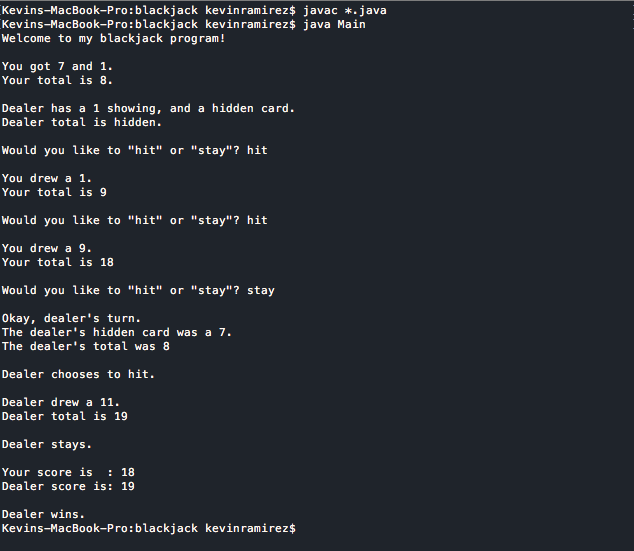 Kevins-MacBook-Pro:blackjack kevinramirez$ javac *.java
Kevins-MacBook-Pro:blackjack kevinramirez$ java Main
Welcome to my blackjack program!

You got 7 and 1.
Your total is 8.

Dealer has a 1 showing, and a hidden card.
Dealer total is hidden.

Would you like to "hit" or "stay"? hit

You drew a 1.
Your total is 9

Would you like to "hit" or "stay"? hit

You drew a 9.
Your total is 18

Would you like to "hit" or "stay"? stay

Okay, dealer's turn.
The dealer's hidden card was a 7.
The dealer's total was 8

Dealer chooses to hit.

Dealer drew a 11.
Dealer total is 19

Dealer stays.

Your score is  : 18
Dealer score is: 19

Dealer wins.
Kevins-MacBook-Pro:blackjack kevinramirez$